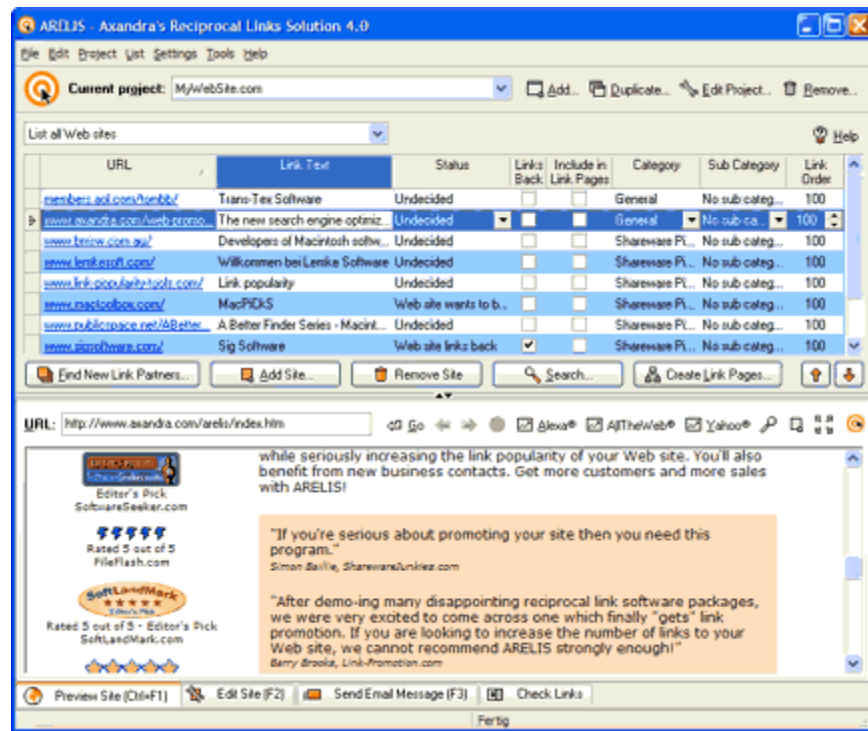 ARELIS - Axandra's Reciprocal Links Solution 4.0
File Edit Project List Settings Tools Help
Current project: MyWebSite.com Add... Duplicate... Edit Project... Remove...
List all Web sites Help
URL Link Text Status Links Back Include in Link Pages Category Sub Category Link Order
members.aol.com/tombb/ Trans-Tex Software Undecided General No sub categ... 100
www.axandra.com/web-promo... The new search engine optimiz... Undecided General No sub ca... 100
Developers of Macintosh softw... Undecided Shareware Pi... No sub categ... 100
www.lemkesoft.com/ Willkommen bei Lemke Software Undecided Shareware Pi... No sub categ... 100
www.link-popularity-tools.com/ Link popularity Undecided Shareware Pi... No sub categ... 100
www.mactoolbox.com/ MacPiCkS Web site wants to b... Shareware Pi... No sub categ... 100
www.publicspace.net/ABetter... A Better Finder Series - Macint... Undecided Shareware Pi... No sub categ... 100
www.sigsoftware.com/ Sig Software Web site links back Shareware Pi... No sub categ... 100
Find New Link Partners... Add Site... Remove Site Search... Create Link Pages...
URL: http://www.axandra.com/arelis/index.htm Go Alexa® AllTheWeb® Yahoo®
while seriously increasing the link popularity of your Web site. You'll also
benefit from new business contacts. Get more customers and more sales
with ARELIS!
Editor's Pick
SoftwareSeeker.com
Rated 5 out of 5
FileFlash.com
SoftLandMark
Editor's Pick
Rated 5 out of 5 - Editor's Pick
SoftLandMark.com
"If you're serious about promoting your site then you need this
program."
Simon Baillie, SharewareJunkies.com
"After demo-ing many disappointing reciprocal link software packages,
we were very excited to come across one which finally "gets" link
promotion. If you are looking to increase the number of links to your
Web site, we cannot recommend ARELIS strongly enough!"
Barry Brooks, Link-Promotion.com
Preview Site (Ctrl+F1) Edit Site (F2) Send Email Message (F3) Check Links
Fertig